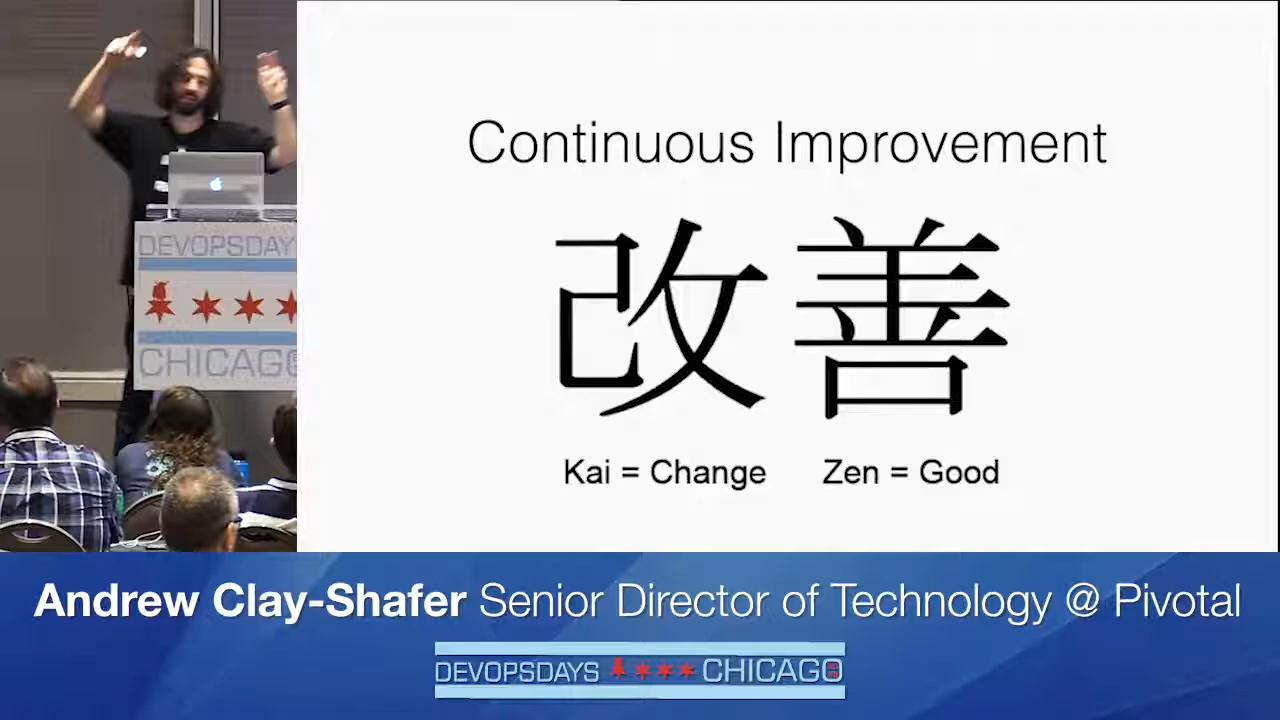 Continuous Improvement
改善
Kai = Change Zen = Good
DEVOPSDAY
CHICAGO
Andrew Clay-Shafer Senior Director of Technology @ Pivotal
DEVOPSDAYS CHICAGO